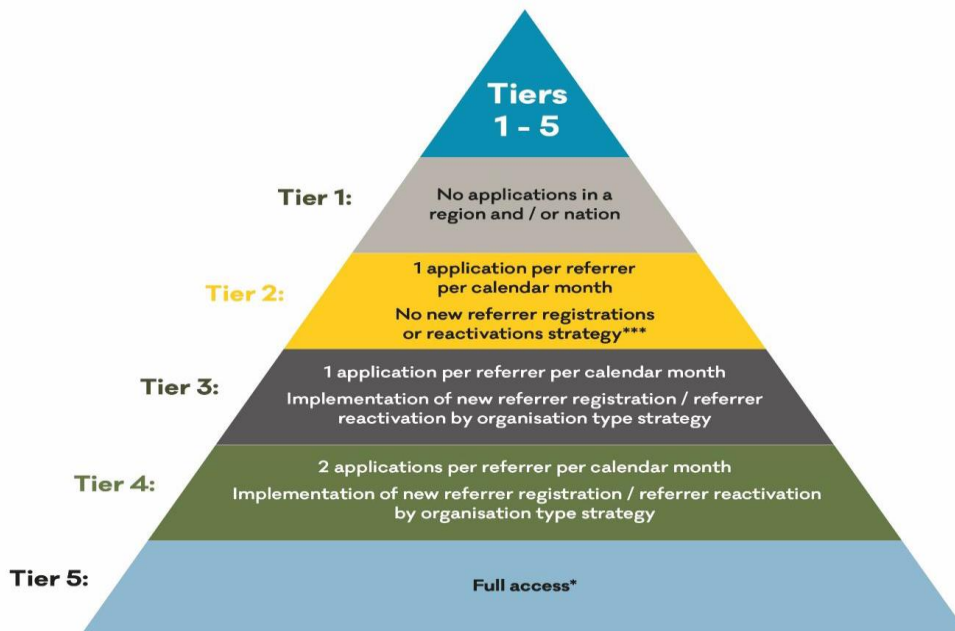 Tiers
1 - 5
Tier 1:
No applications in a
region and / or nation
Tier 2:
1 application per referrer
per calendar month
No new referrer registrations
or reactivations strategy***
Tier 3:
1 application per referrer per calendar month
Implementation of new referrer registration / referrer
reactivation by organisation type strategy
Tier 4:
2 applications per referrer per calendar month
Implementation of new referrer registration / referrer reactivation
by organisation type strategy
Tier 5:
Full access*